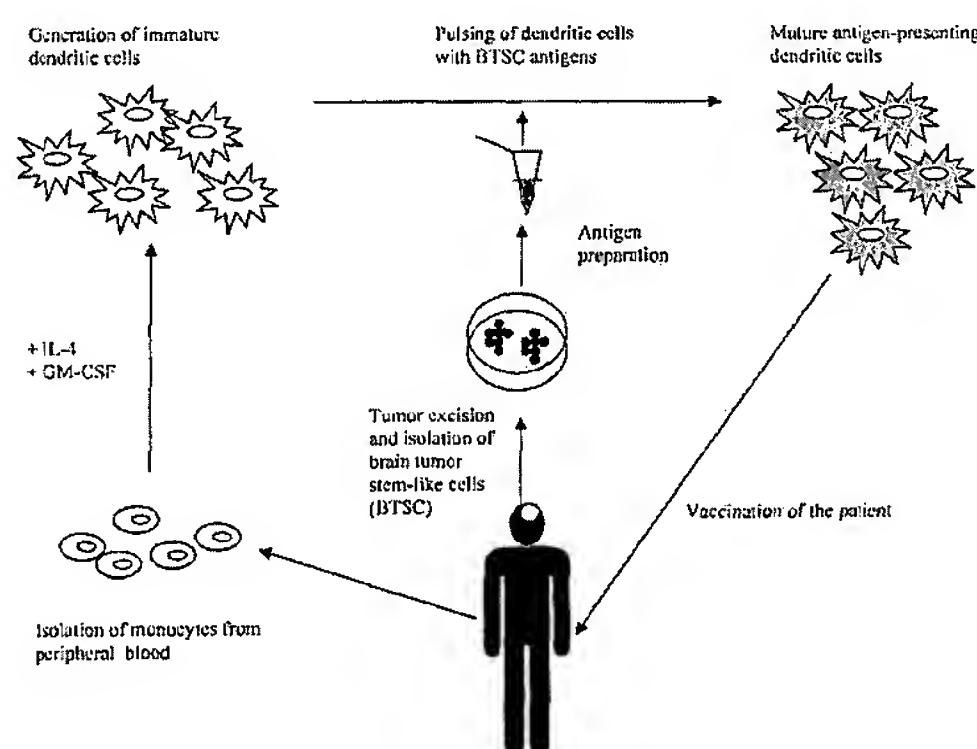 Generation of immature
dendritic cells
Pulsing of dendritic cells
with BTSC antigens
Mature antigen-presenting
dendritic cells
Antigen
preparation
+ IL-4
+ GM-CSF
Tumor excision
and isolation of
brain tumor
stem-like cells
(BTSC)
Vaccination of the patient
Isolation of monocytes from
peripheral blood